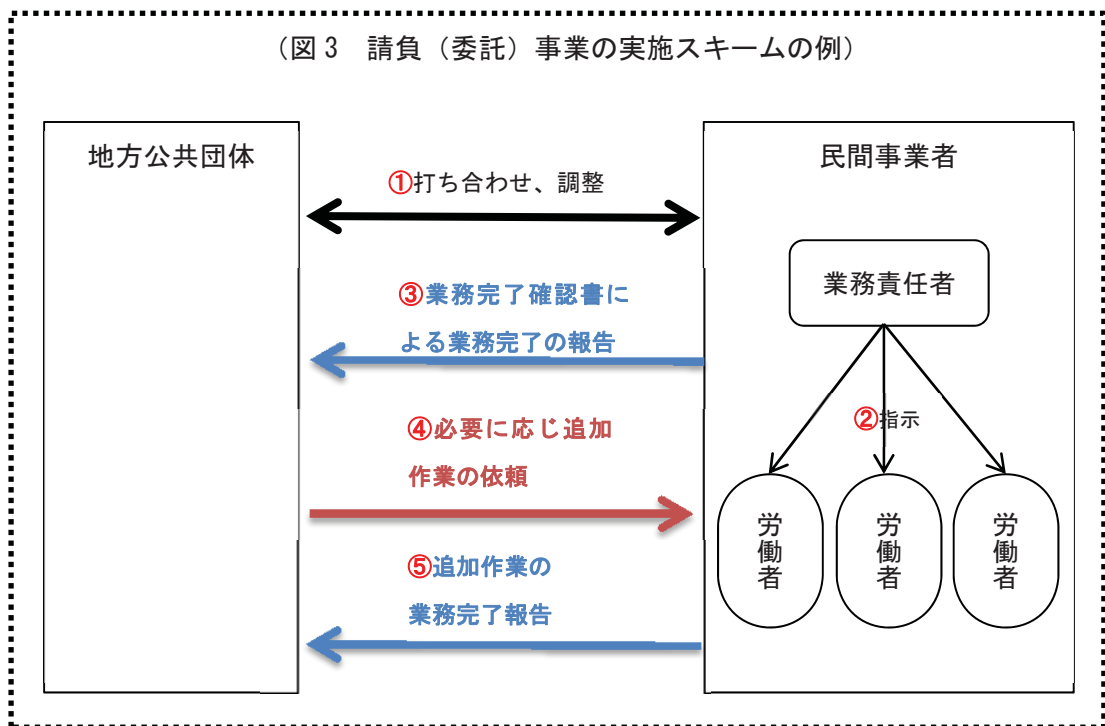 （図３　請負（委託）事業の実施スキームの例）
地方公共団体
民間事業者
①打ち合わせ、調整
業務責任者
②指示
労働者
労働者
労働者
③業務完了確認書に
よる業務完了の報告
④必要に応じ追加
作業の依頼
⑤追加作業の
業務完了報告